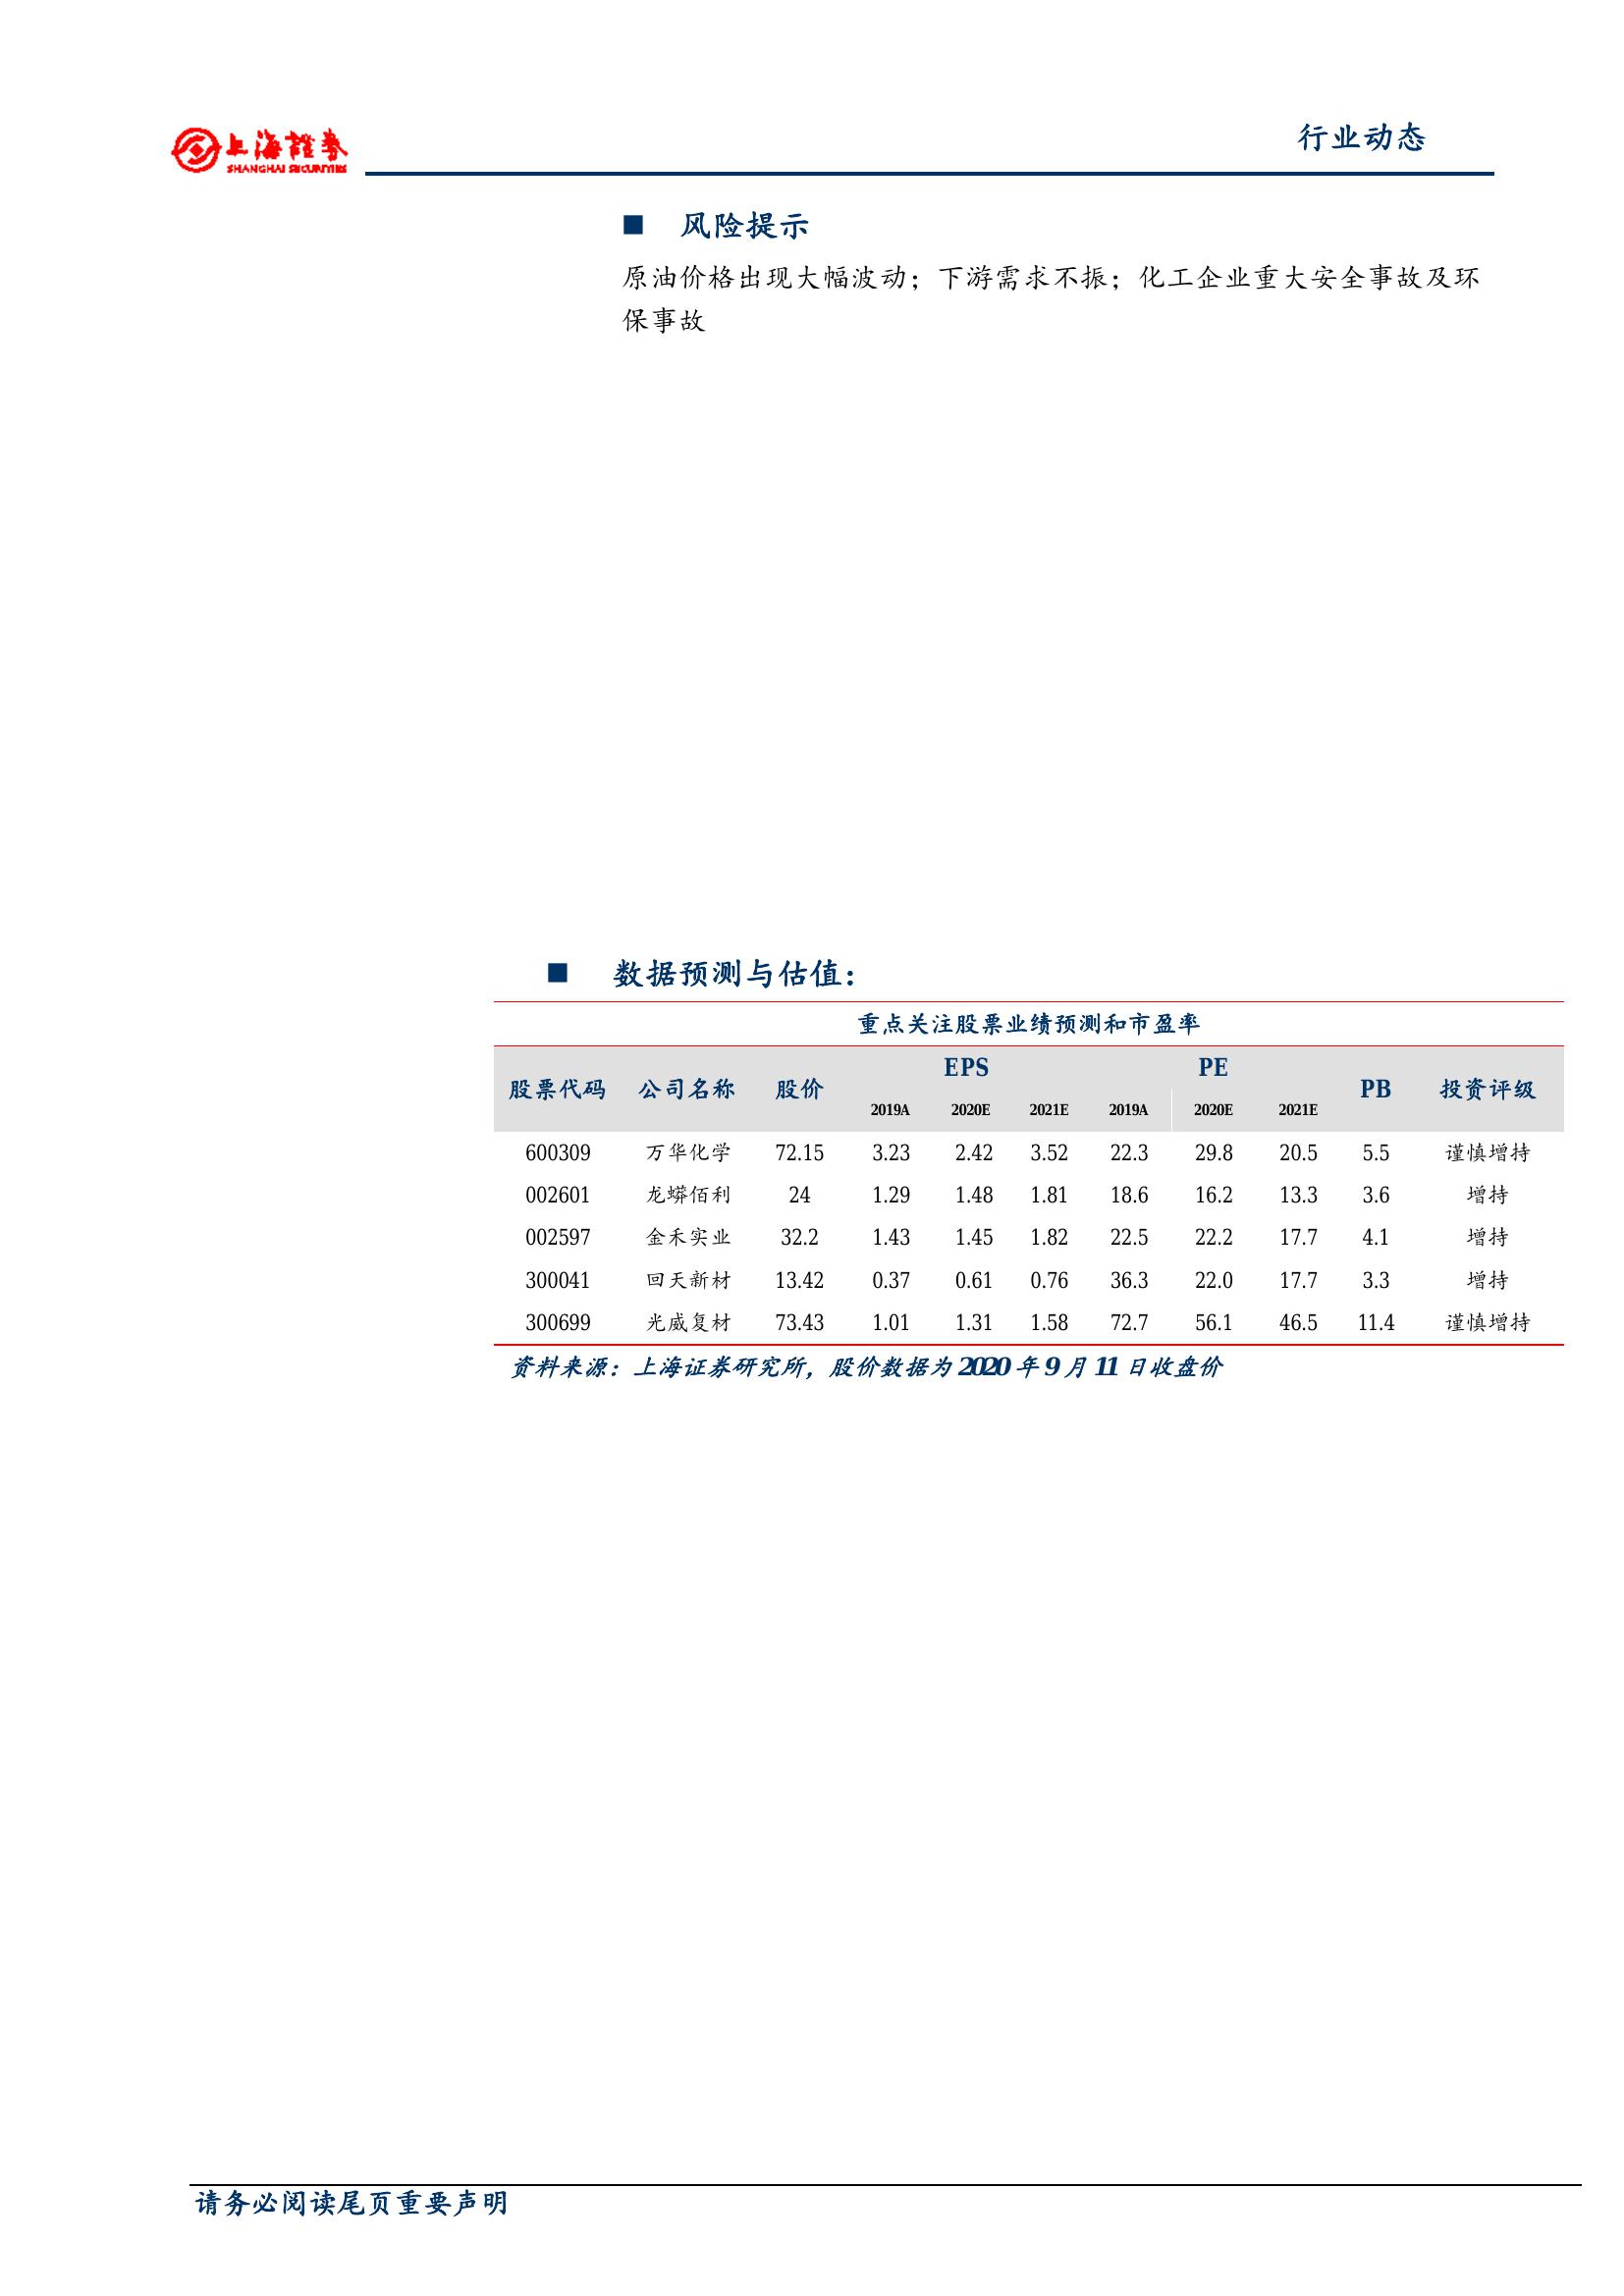 上海證券
SHANGHAI SECURITIES
行业动态
■ 风险提示
原油价格出现大幅波动；下游需求不振；化工企业重大安全事故及环
保事故
■ 数据预测与估值：
重点关注股票业绩预测和市盈率
股票代码 公司名称 股价 EPS PE PB 投资评级
2019A 2020E 2021E 2019A 2020E 2021E
600309 万华化学 72.15 3.23 2.42 3.52 22.3 29.8 20.5 5.5 谨慎增持
002601 龙蟒佰利 24 1.29 1.48 1.81 18.6 16.2 13.3 3.6 增持
002597 金禾实业 32.2 1.43 1.45 1.82 22.5 22.2 17.7 4.1 增持
300041 回天新材 13.42 0.37 0.61 0.76 36.3 22.0 17.7 3.3 增持
300699 光威复材 73.43 1.01 1.31 1.58 72.7 56.1 46.5 11.4 谨慎增持
资料来源：上海证券研究所，股价数据为 2020 年 9 月 11 日收盘价
请务必阅读尾页重要声明